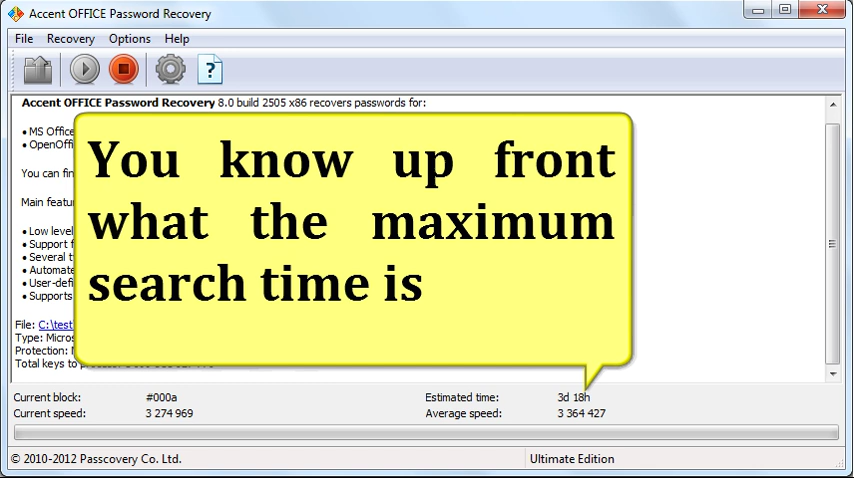 Accent OFFICE Password Recovery
File Recovery Options Help
Accent OFFICE Password Recovery 8.0 build 2505 x86 recovers passwords for:
• MS Office
• OpenOffi
You can fin
Main featu
• Low level
• Support f
• Several t
• Automate
• User-defi
• Supports
You know up front
what the maximum
search time is
File: C:\test
Type: Micros
Protection:
Total keys to
Current block: #000a Estimated time: 3d 18h
Current speed: 3 274 969 Average speed: 3 364 427
© 2010-2012 Passcovery Co. Ltd. Ultimate Edition